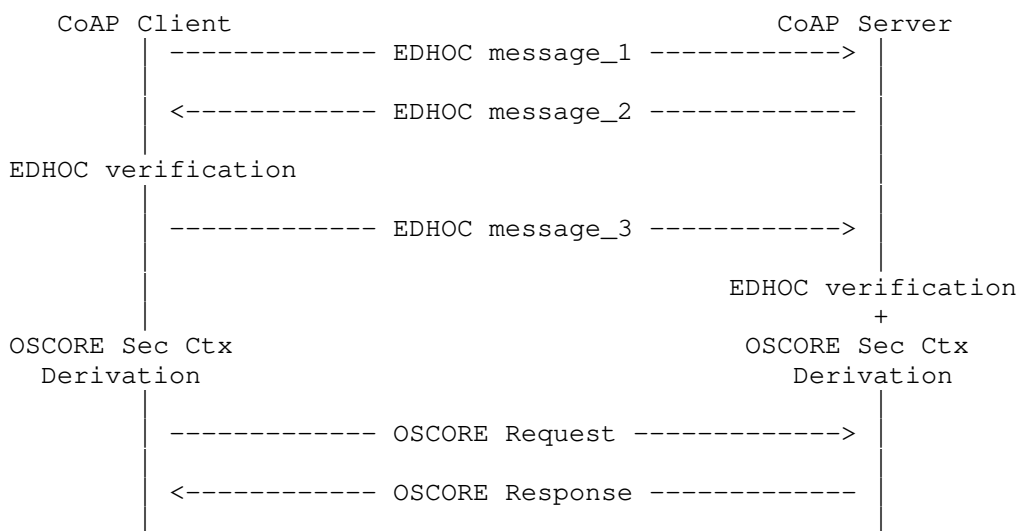 CoAP Client CoAP Server
| ------------- EDHOC message_1 ------------> |
| <------------ EDHOC message_2 ------------- |
EDHOC verification
| ------------- EDHOC message_3 ------------> |
EDHOC verification
+
OSCORE Sec Ctx OSCORE Sec Ctx
Derivation Derivation
| ------------- OSCORE Request -------------> |
| <------------ OSCORE Response ------------- |